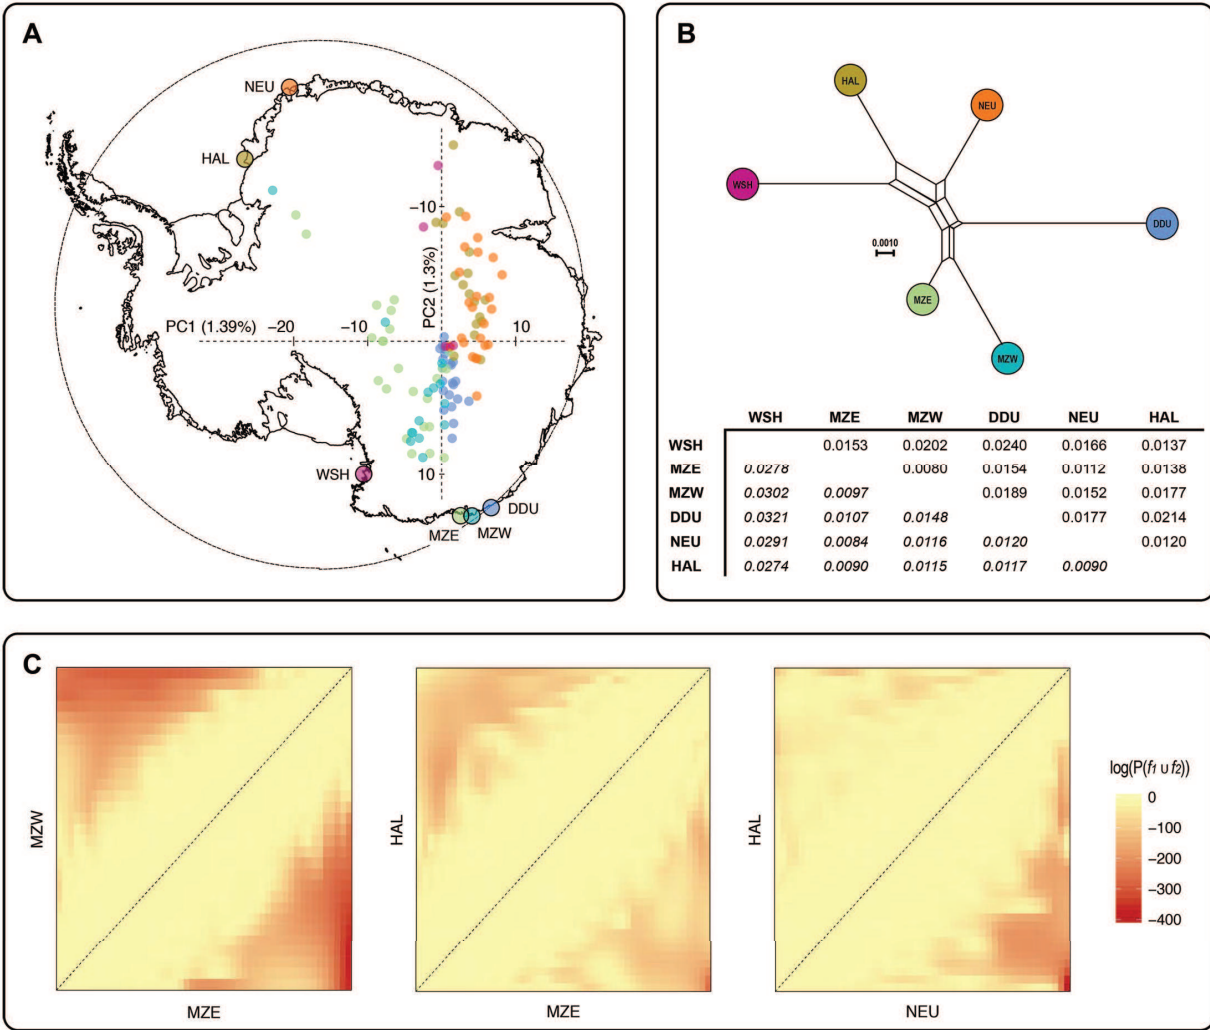 A
NEU
HAL
−10
PC2 (1.3%)
PC1 (1.39%)
−20
−10
10
WSH
10
DDU
MZE
MZW
B
HAL
NEU
WSH
DDU
0.0010
MZE
MZW
WSH MZE MZW DDU NEU HAL
WSH 0.0153 0.0202 0.0240 0.0166 0.0137
MZE 0.0278 0.0080 0.0154 0.0112 0.0138
MZW 0.0302 0.0097 0.0189 0.0152 0.0177
DDU 0.0321 0.0107 0.0148 0.0177 0.0214
NEU 0.0291 0.0084 0.0116 0.0120 0.0120
HAL 0.0274 0.0090 0.0115 0.0117 0.0090
C
MZW
MZE
HAL
MZE
HAL
NEU
log(P(f1 ∪ f2))
0
−100
−200
−300
−400